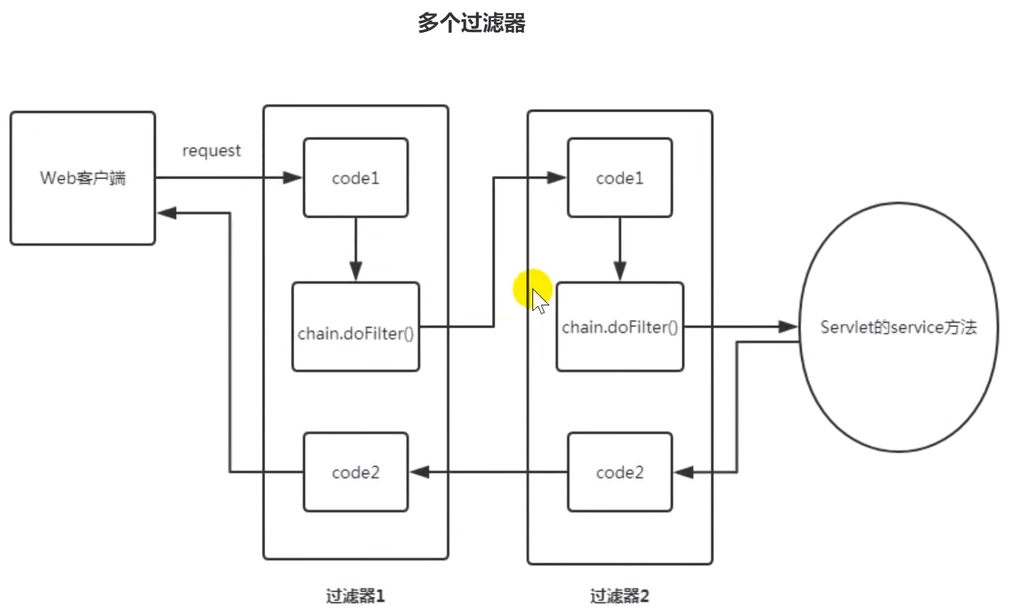 多个过滤器
Web客户端
request
code1
chain.doFilter()
code2
code1
chain.doFilter()
code2
Servlet的service方法
过滤器1
过滤器2